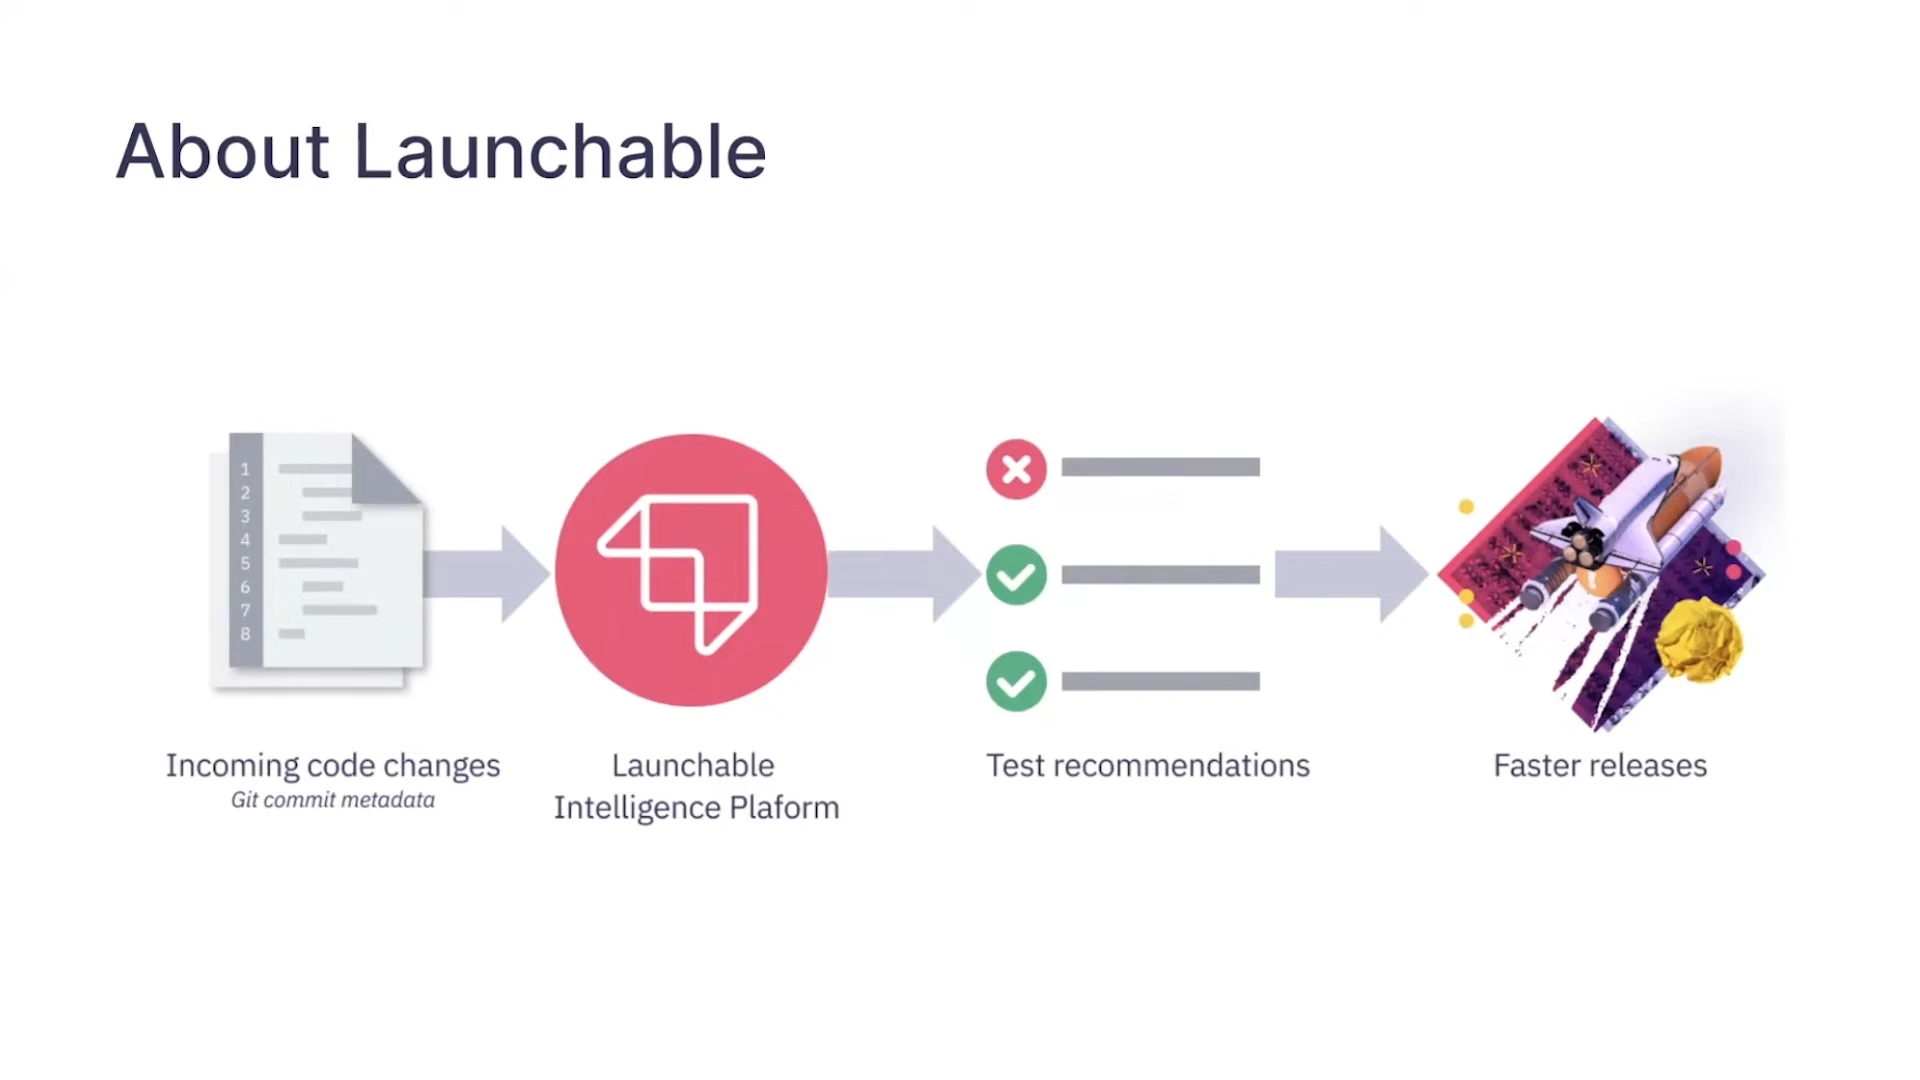 About Launchable
1
2
3
4
5
6
7
8
Incoming code changes
Git commit metadata
Launchable
Intelligence Plaform
Test recommendations
Faster releases